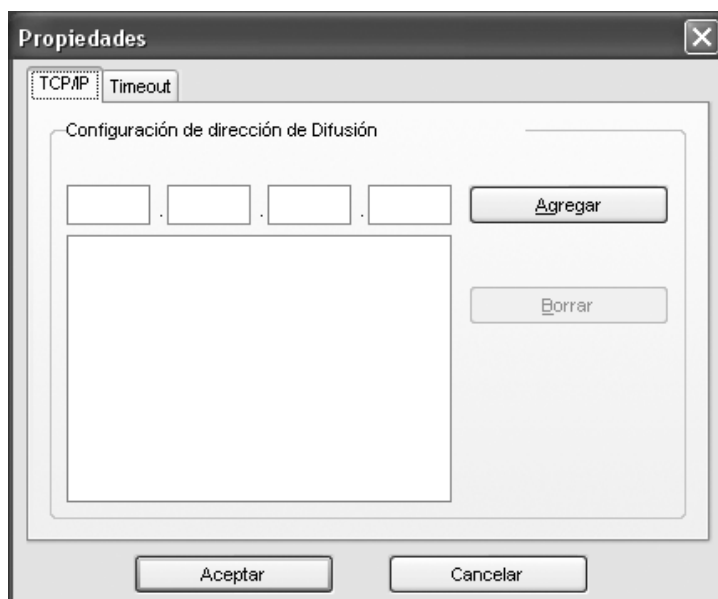 Propiedades
TCP/IP Timeout
Configuración de dirección de Difusión
. . .
Agregar
Borrar
Aceptar Cancelar